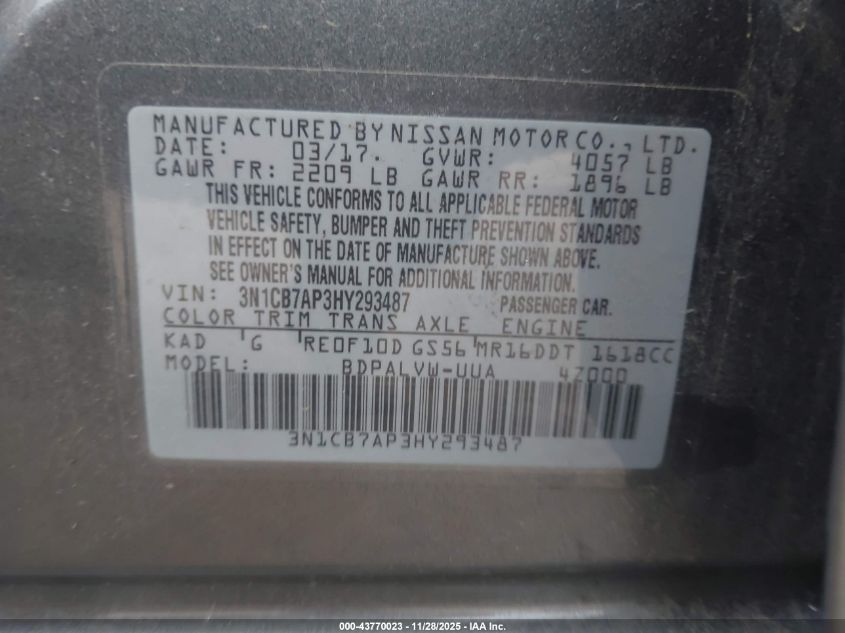 MANUFACTURED BY NISSAN MOTOR CO., LTD.
DATE: 03/17. GVWR: 4057 LB
GAWR FR: 2209 LB GAWR RR: 1896 LB
THIS VEHICLE CONFORMS TO ALL APPLICABLE FEDERAL MOTOR
VEHICLE SAFETY, BUMPER AND THEFT PREVENTION STANDARDS
IN EFFECT ON THE DATE OF MANUFACTURE SHOWN ABOVE.
SEE OWNER'S MANUAL FOR ADDITIONAL INFORMATION.
VIN: 3N1CB7AP3HY293487 PASSENGER CAR.
COLOR TRIM TRANS AXLE ENGINE
KAD G RE0F10D GS56 MR16DDT 1618CC
MODEL: BDPALVW-UUA 4Z000
3N1CB7AP3HY293487
000-43770023 | 11/28/2025 - IAA Inc.